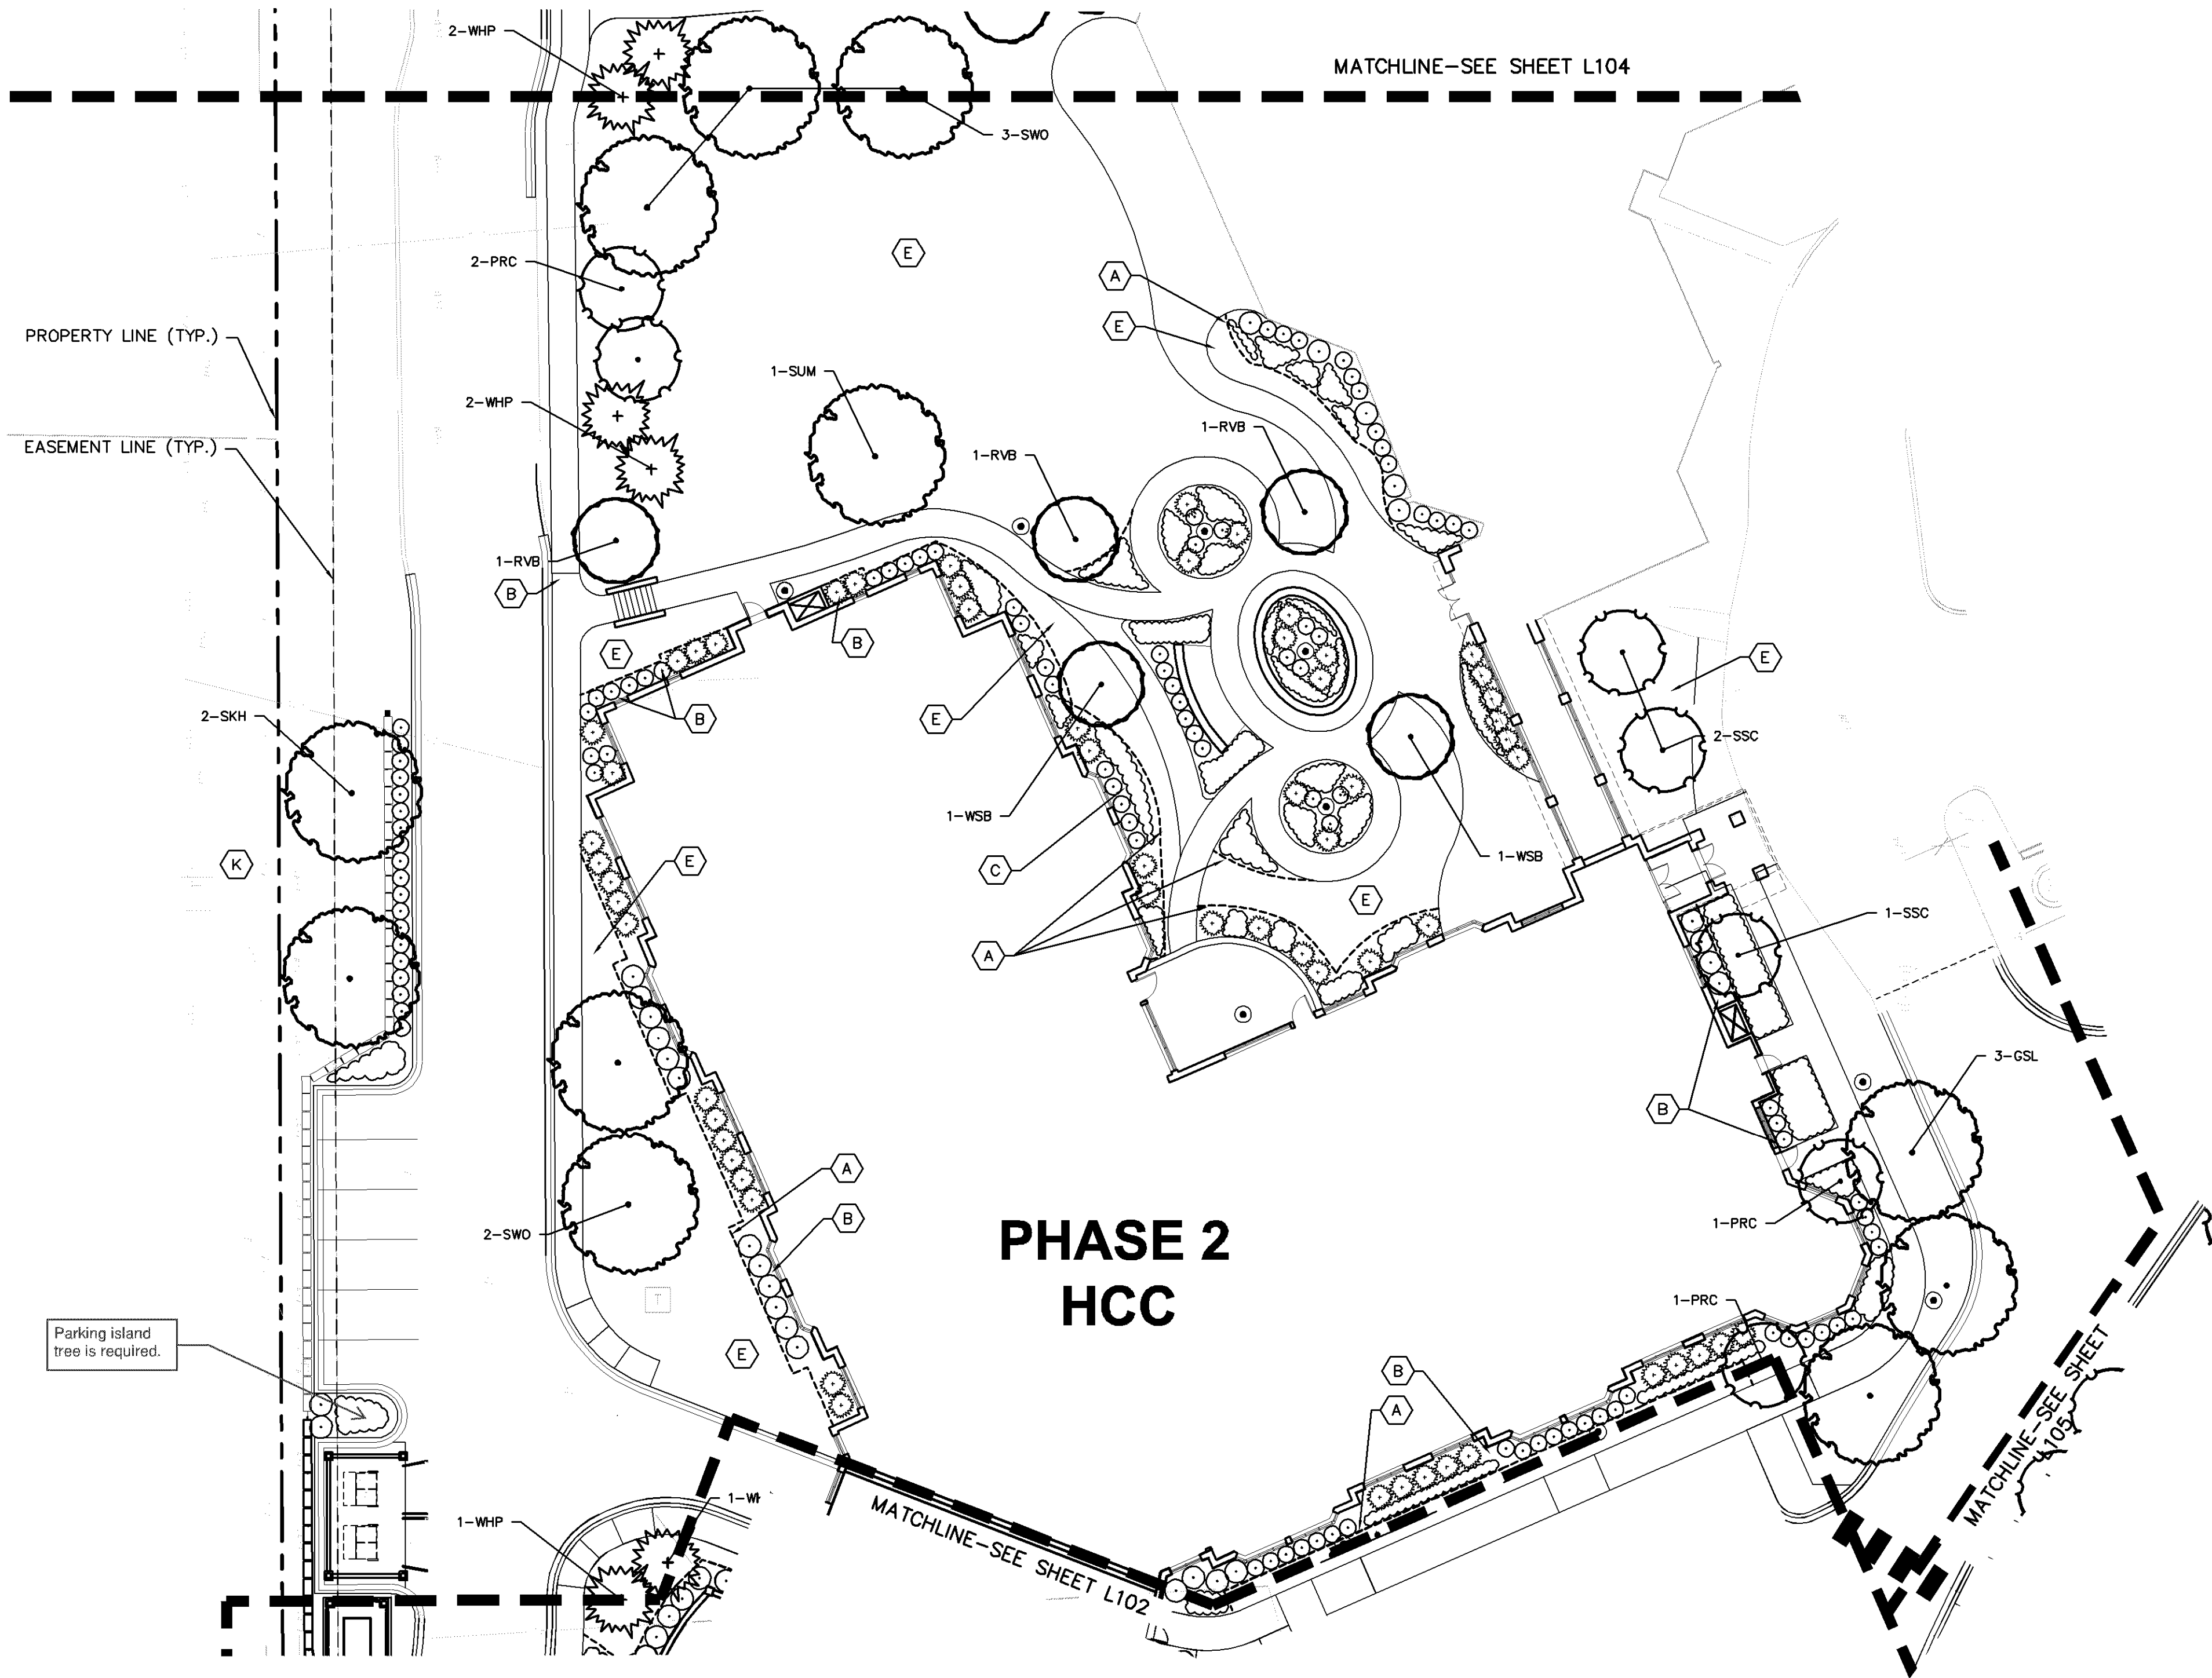 2-WHP
MATCHLINE-SEE SHEET L104
3-SWO
E
2-PRC
A
E
PROPERTY LINE (TYP.)
1-SUM
2-WHP
1-RVB
1-RVB
EASEMENT LINE (TYP.)
1-RVB
B
B
E
E
2-SKH
B
E
2-SSC
1-WSB
1-WSB
K
E
C
E
1-SSC
A
3-GSL
B
A
B
2-SWO
1-PRC
PHASE 2
HCC
T
1-PRC
Parking island
tree is required.
E
B
A
MATCHLINE-SEE SHEET
L105
1-WH
1-WHP
MATCHLINE-SEE SHEET L102